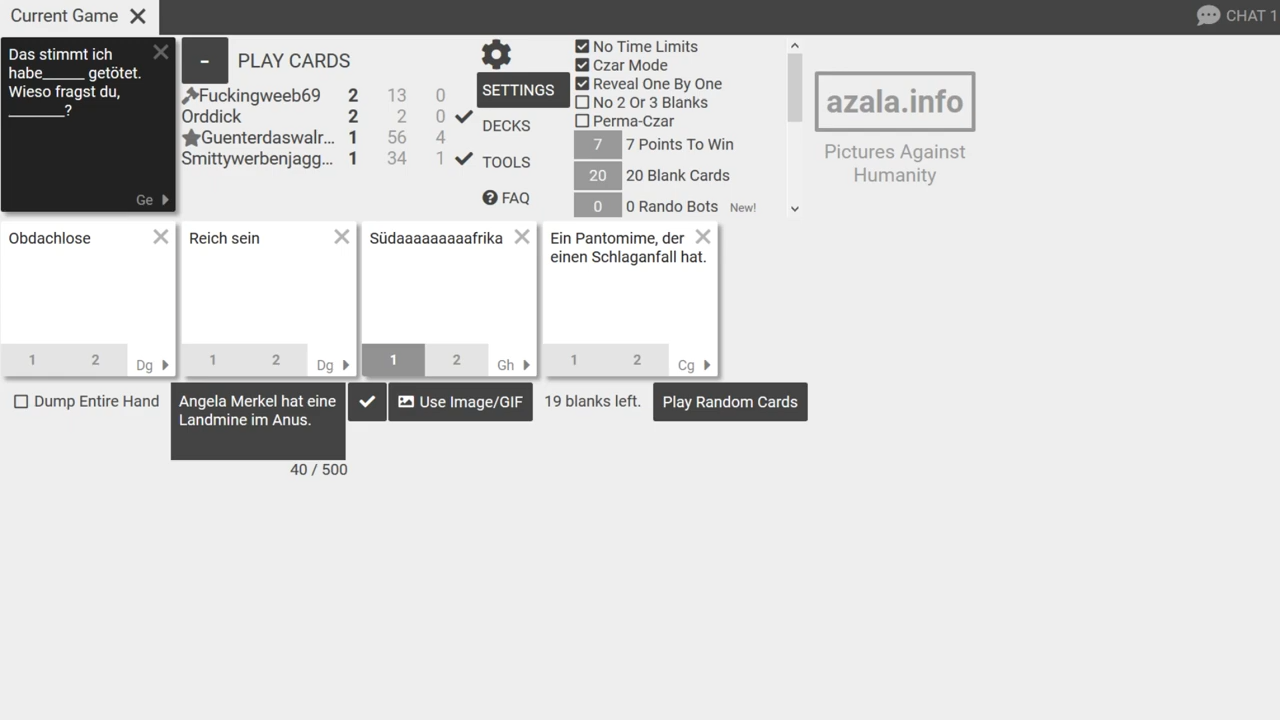 Current Game
CHAT 1
Das stimmt ich
habe______ getötet.
Wieso fragst du,
_______?
Ge
-
PLAY CARDS
Fuckingweeb69 2 13 0
Orddick 2 2 0
Guenterdaswalr... 1 56 4
Smittywerbenjagg... 1 34 1
SETTINGS
DECKS
TOOLS
FAQ
No Time Limits
Czar Mode
Reveal One By One
No 2 Or 3 Blanks
Perma-Czar
7 7 Points To Win
20 20 Blank Cards
0 0 Rando Bots New!
azala.info
Pictures Against
Humanity
Obdachlose
1 2 Dg
Reich sein
1 2 Dg
Südaaaaaaaaafrika
1 2 Gh
Ein Pantomime, der
einen Schlaganfall hat.
1 2 Cg
Dump Entire Hand
Angela Merkel hat eine
Landmine im Anus.
40 / 500
Use Image/GIF
19 blanks left.
Play Random Cards